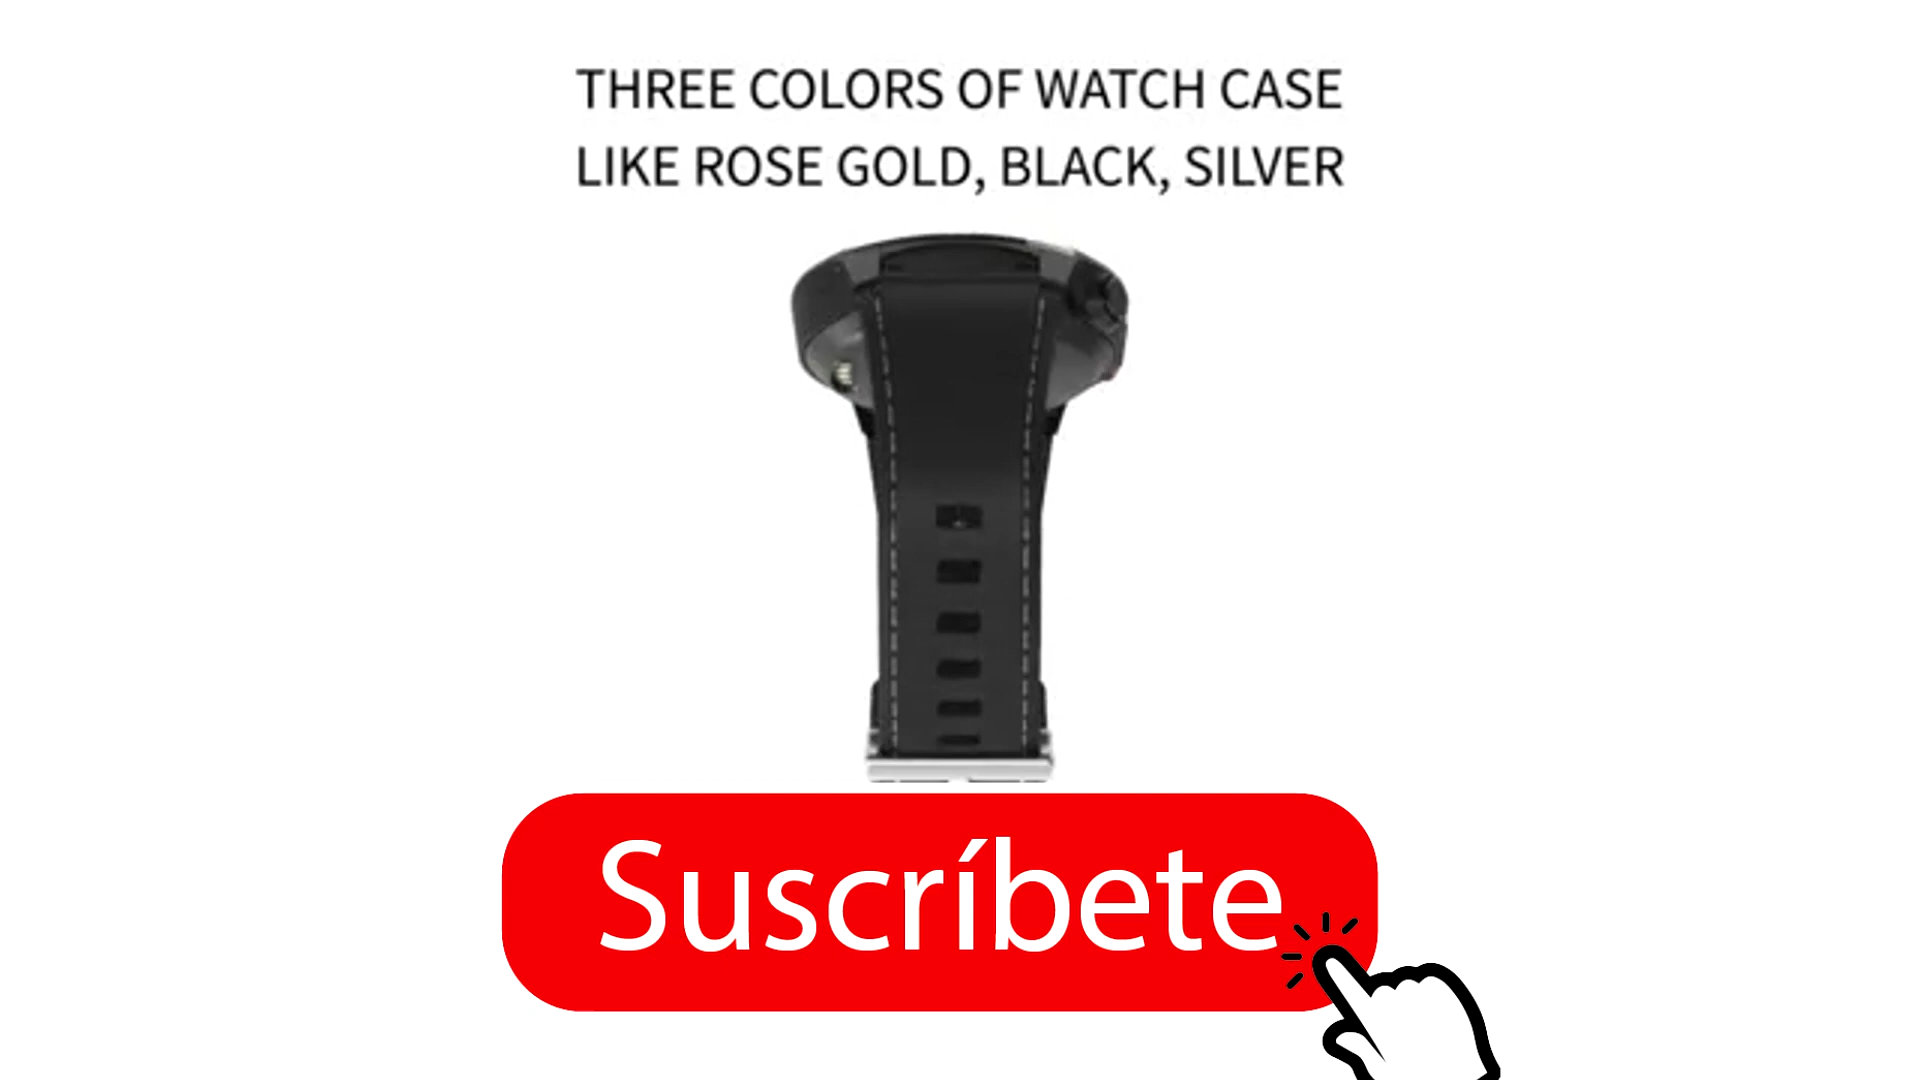 THREE COLORS OF WATCH CASE
LIKE ROSE GOLD, BLACK, SILVER
Suscríbete